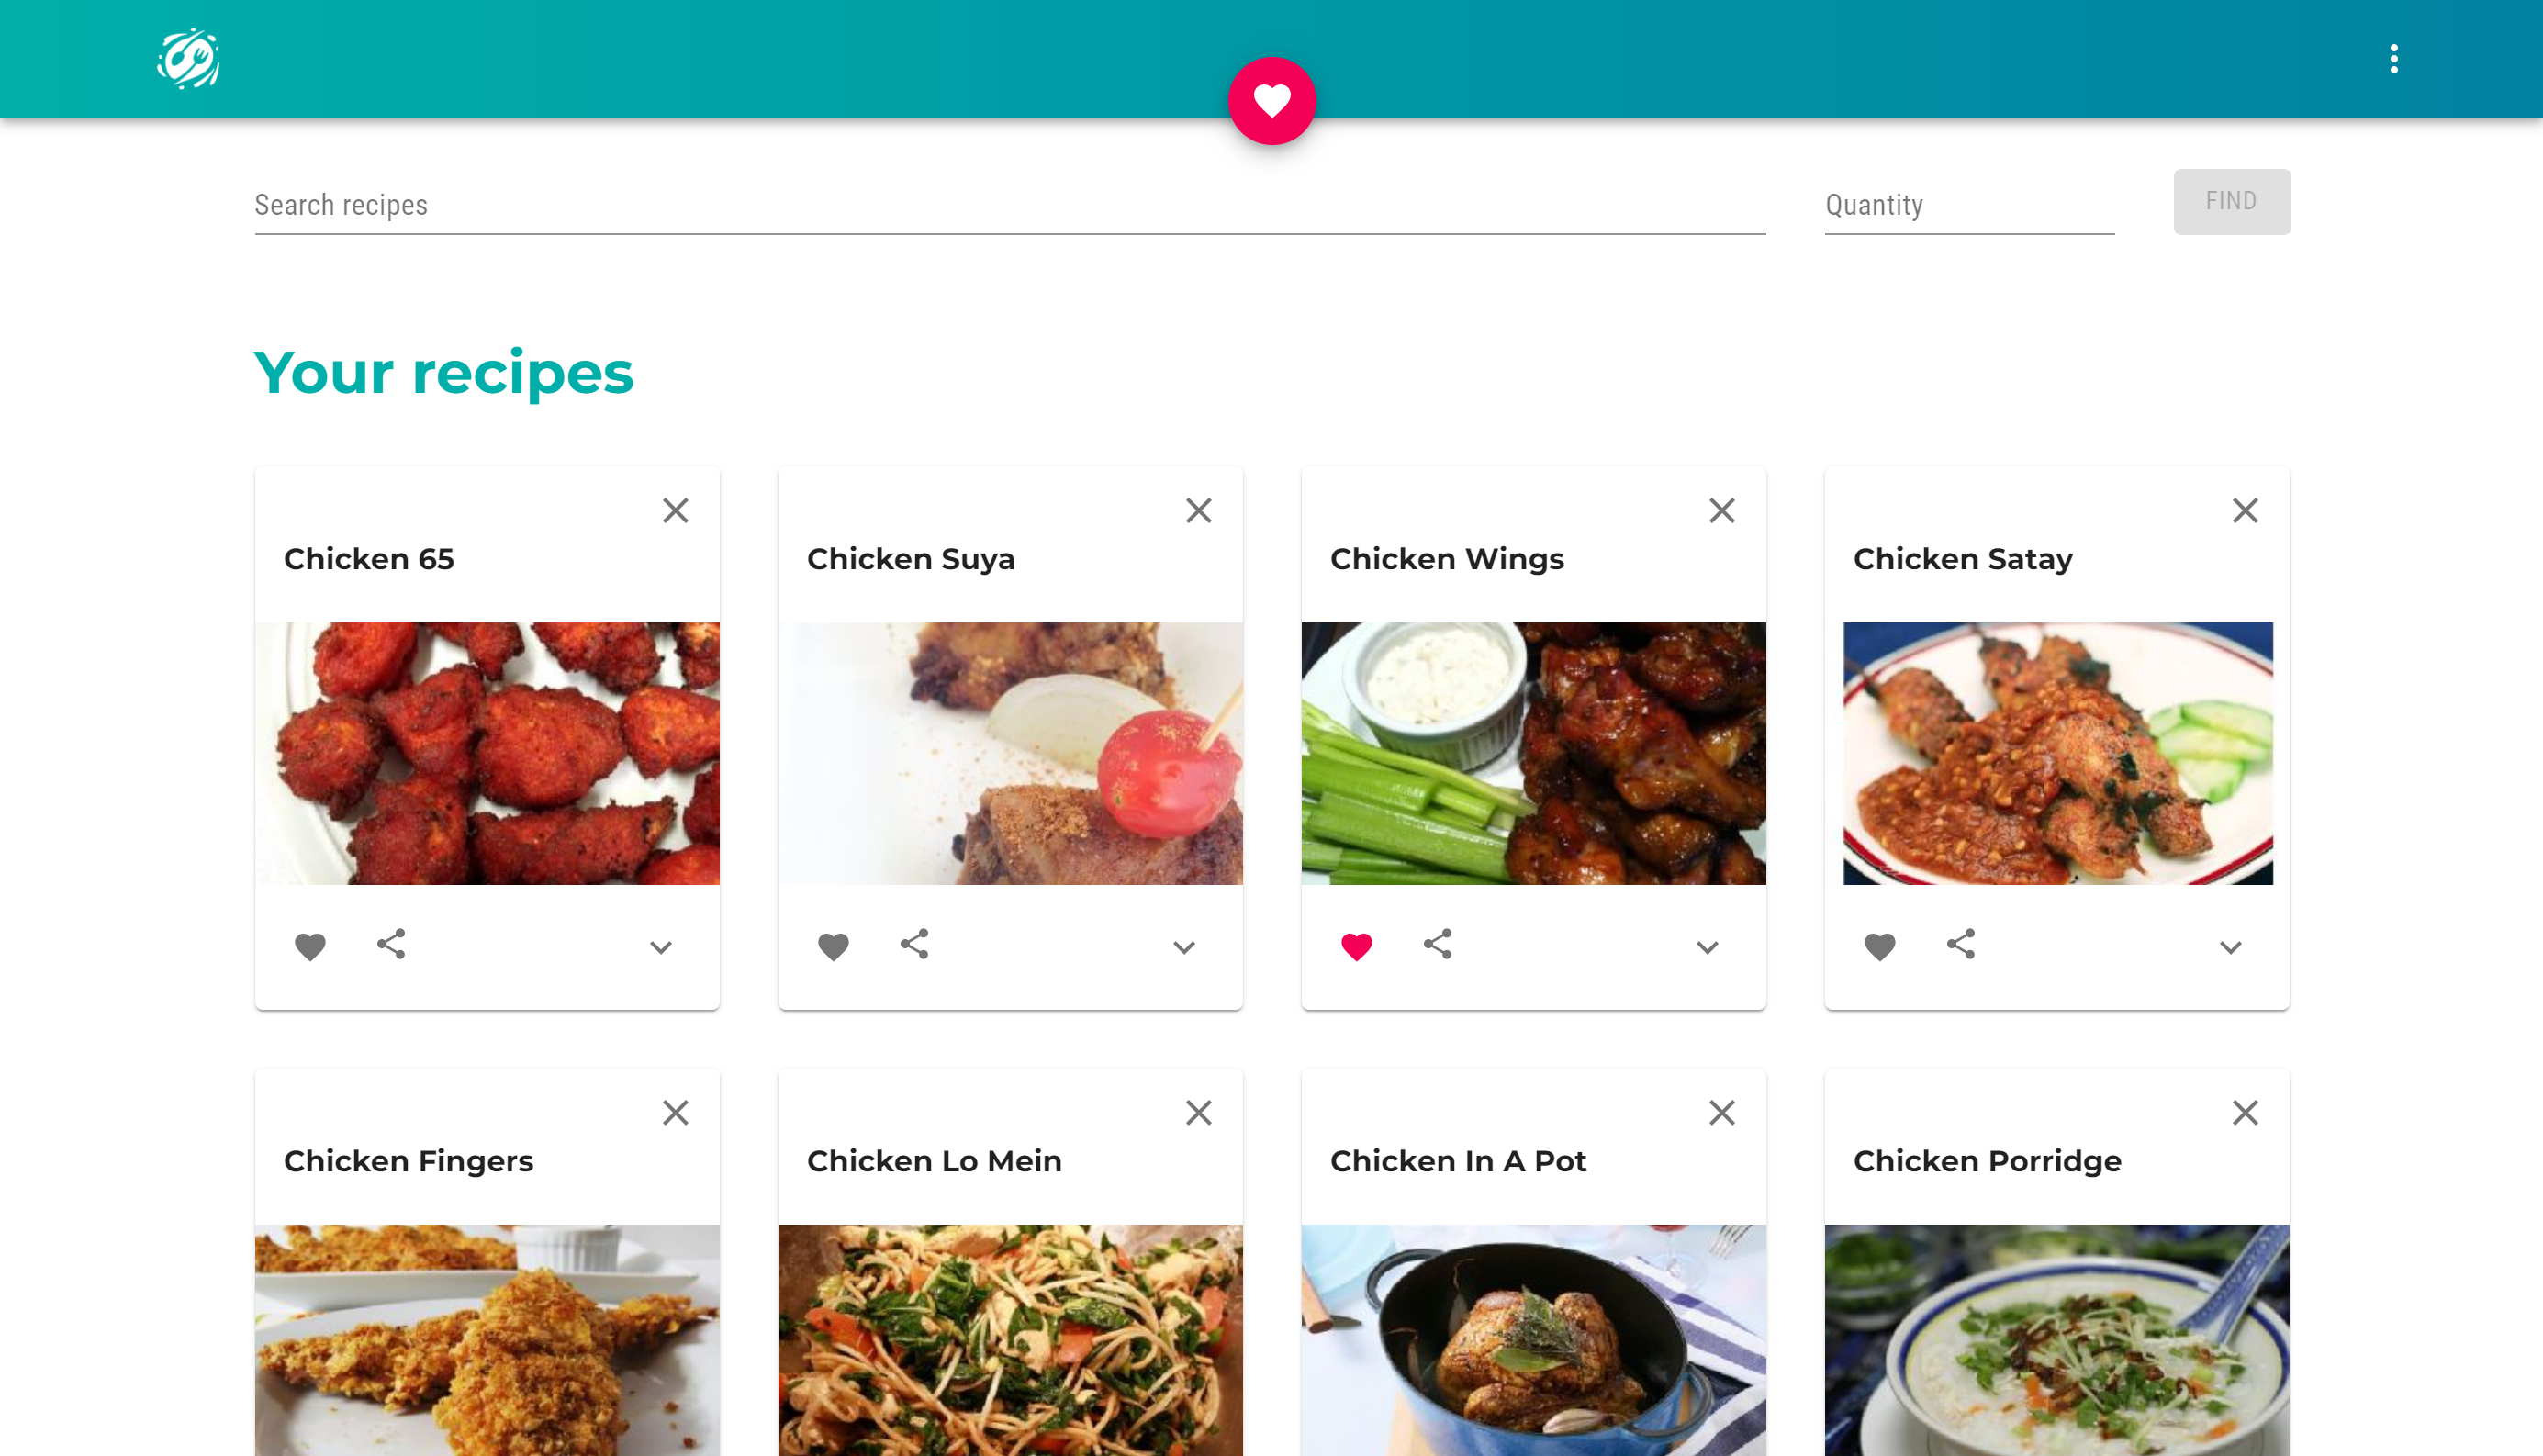 Search recipes
Quantity
FIND
Your recipes
Chicken 65
Chicken Suya
Chicken Wings
Chicken Satay
Chicken Fingers
Chicken Lo Mein
Chicken In A Pot
Chicken Porridge